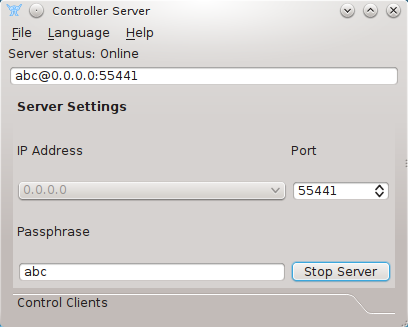 Controller Server
File Language Help
Server status: Online
abc@0.0.0.0:55441
Server Settings
IP Address Port
0.0.0.0 55441
Passphrase
abc Stop Server
Control Clients